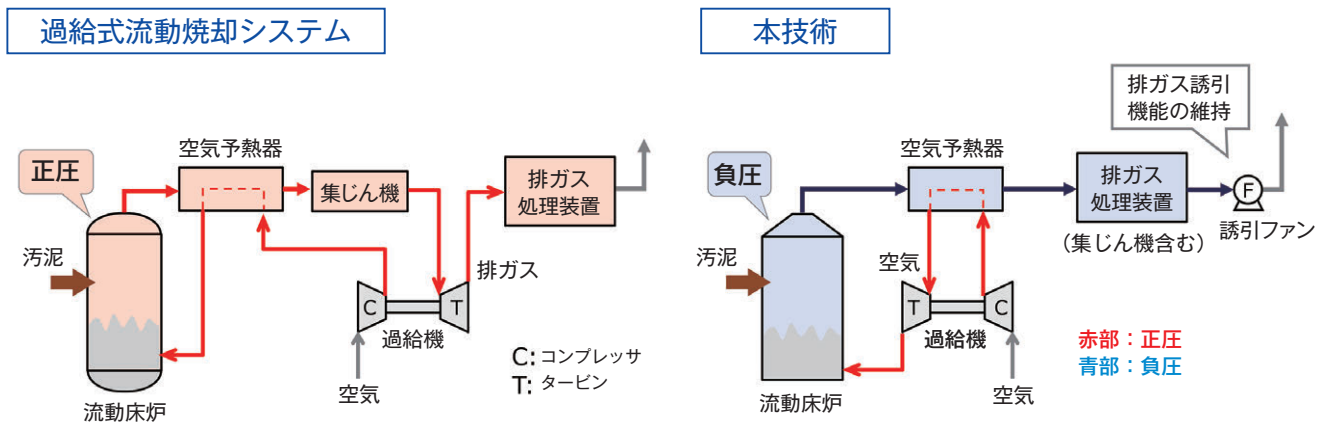 過給式流動焼却システム
正圧
空気予熱器
集じん機
排ガス
処理装置
汚泥
排ガス
C
T
過給機
空気
流動床炉
C: コンプレッサ
T: タービン
本技術
排ガス誘引
機能の維持
負圧
空気予熱器
排ガス
処理装置
(集じん機含む)
F
誘引ファン
汚泥
空気
T
C
過給機
空気
流動床炉
赤部：正圧
青部：負圧